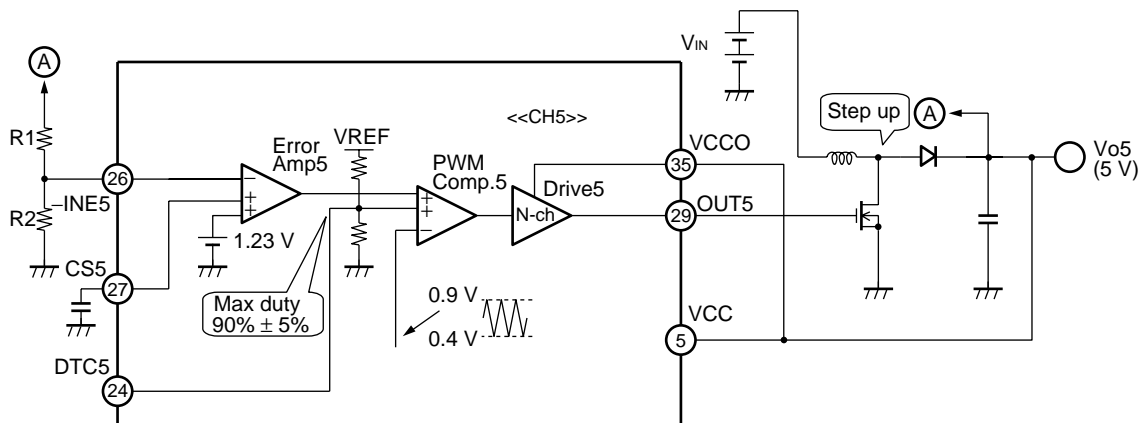 A
R1
R2
26
–INE5
CS5
27
DTC5
24
Error
Amp5
1.23 V
VREF
Max duty
90% ± 5%
PWM
Comp.5
0.9 V
0.4 V
<<CH5>>
Drive5
N-ch
VCCO
35
OUT5
29
VCC
5
VIN
Step up
A
Vo5
(5 V)